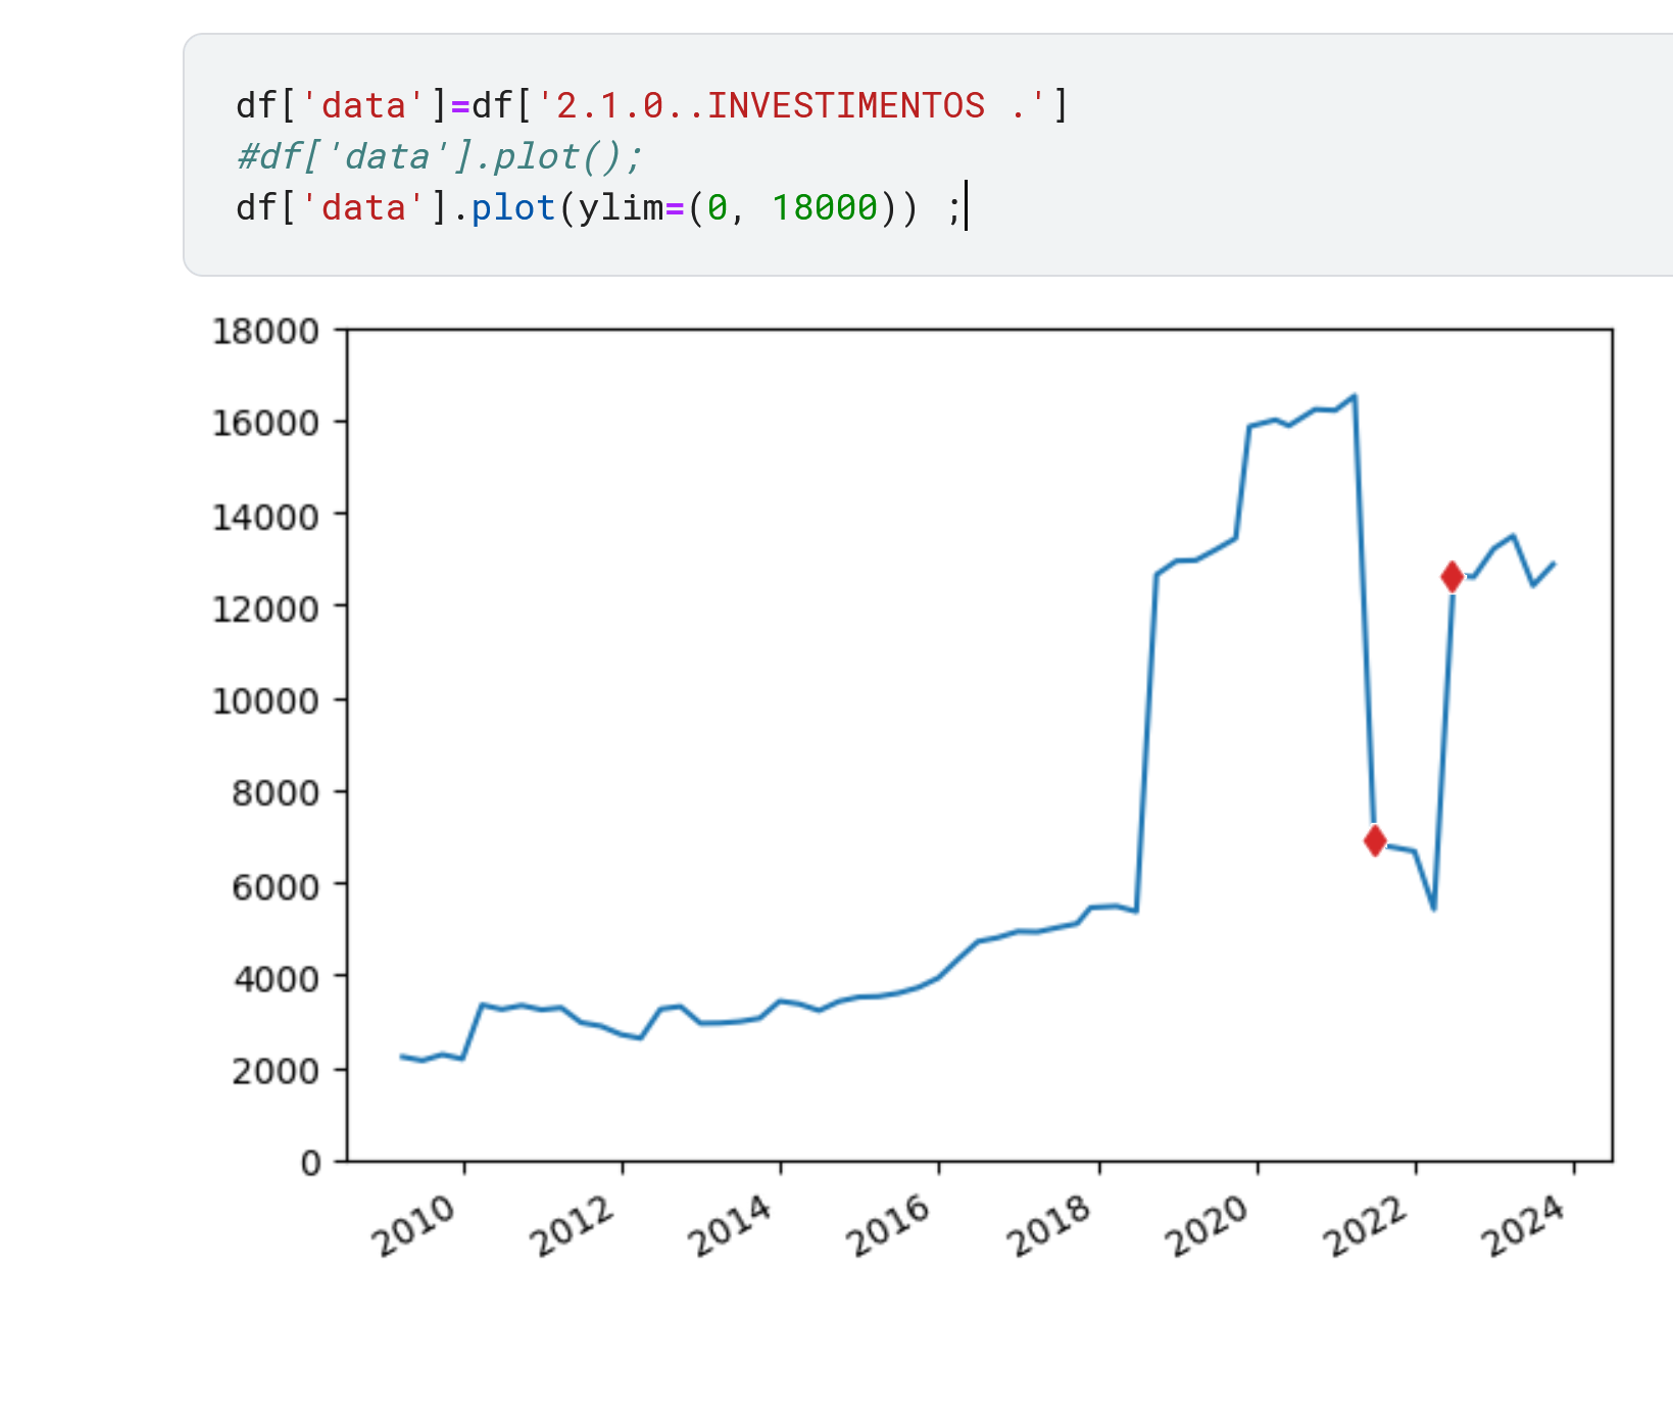 df['data']=df['2.1.0..INVESTIMENTOS .']
#df['data'].plot();
df['data'].plot(ylim=(0, 18000)) ;
18000
16000
14000
12000
10000
8000
6000
4000
2000
0
2010 2012 2014 2016 2018 2020 2022 2024